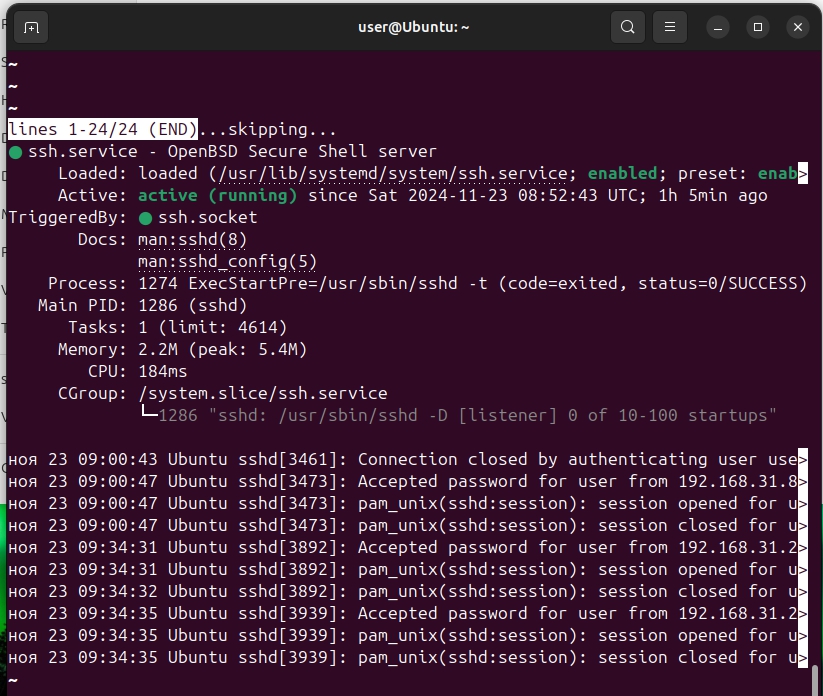 user@Ubuntu: ~
~
~
~
lines 1-24/24 (END)...skipping...
● ssh.service - OpenBSD Secure Shell server
Loaded: loaded (/usr/lib/systemd/system/ssh.service; enabled; preset: enab>
Active: active (running) since Sat 2024-11-23 08:52:43 UTC; 1h 5min ago
TriggeredBy: ● ssh.socket
Docs: man:sshd(8)
man:sshd_config(5)
Process: 1274 ExecStartPre=/usr/sbin/sshd -t (code=exited, status=0/SUCCESS)
Main PID: 1286 (sshd)
Tasks: 1 (limit: 4614)
Memory: 2.2M (peak: 5.4M)
CPU: 184ms
CGroup: /system.slice/ssh.service
└─1286 "sshd: /usr/sbin/sshd -D [listener] 0 of 10-100 startups"
ноя 23 09:00:43 Ubuntu sshd[3461]: Connection closed by authenticating user use>
ноя 23 09:00:47 Ubuntu sshd[3473]: Accepted password for user from 192.168.31.8>
ноя 23 09:00:47 Ubuntu sshd[3473]: pam_unix(sshd:session): session opened for u>
ноя 23 09:00:47 Ubuntu sshd[3473]: pam_unix(sshd:session): session closed for u>
ноя 23 09:34:31 Ubuntu sshd[3892]: Accepted password for user from 192.168.31.2>
ноя 23 09:34:31 Ubuntu sshd[3892]: pam_unix(sshd:session): session opened for u>
ноя 23 09:34:32 Ubuntu sshd[3892]: pam_unix(sshd:session): session closed for u>
ноя 23 09:34:35 Ubuntu sshd[3939]: Accepted password for user from 192.168.31.2>
ноя 23 09:34:35 Ubuntu sshd[3939]: pam_unix(sshd:session): session opened for u>
ноя 23 09:34:35 Ubuntu sshd[3939]: pam_unix(sshd:session): session closed for u>
~